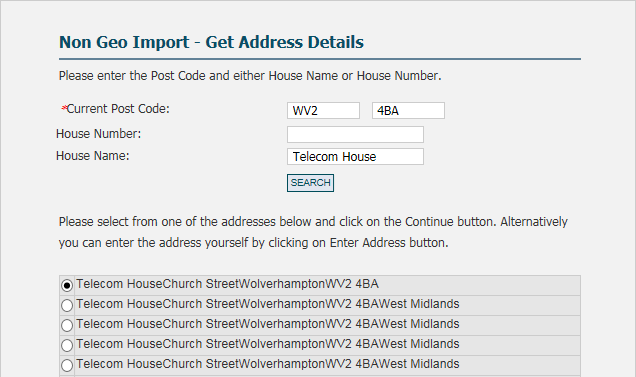 Non Geo Import - Get Address Details
Please enter the Post Code and either House Name or House Number.
*Current Post Code: WV2 4BA
House Number:
House Name: Telecom House
SEARCH
Please select from one of the addresses below and click on the Continue button. Alternatively
you can enter the address yourself by clicking on Enter Address button.
Telecom HouseChurch StreetWolverhamptonWV2 4BA
Telecom HouseChurch StreetWolverhamptonWV2 4BAWest Midlands
Telecom HouseChurch StreetWolverhamptonWV2 4BAWest Midlands
Telecom HouseChurch StreetWolverhamptonWV2 4BAWest Midlands
Telecom HouseChurch StreetWolverhamptonWV2 4BAWest Midlands